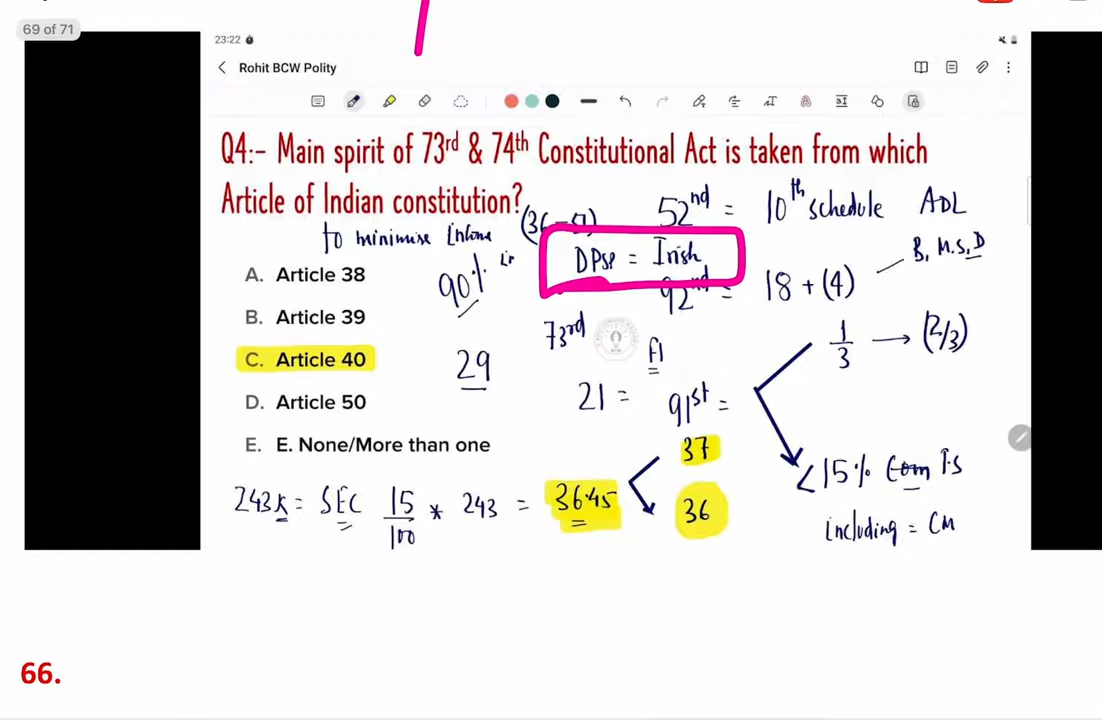 69 of 71
23:22
Rohit BCW Polity
Q4:- Main spirit of 73rd & 74th Constitutional Act is taken from which
Article of Indian constitution?
52nd = 10th schedule ADL
to minimise
DPSP = Irish
B, M, S, D
A. Article 38
90%
92nd = 18 + (4)
B. Article 39
73rd
1/3 → (2/3)
C. Article 40
29
21 = 91st =
D. Article 50
E. E. None/More than one
37
<15% Com
243K = SEC 15/100 * 243 = 36.45
36
including = CM
66.